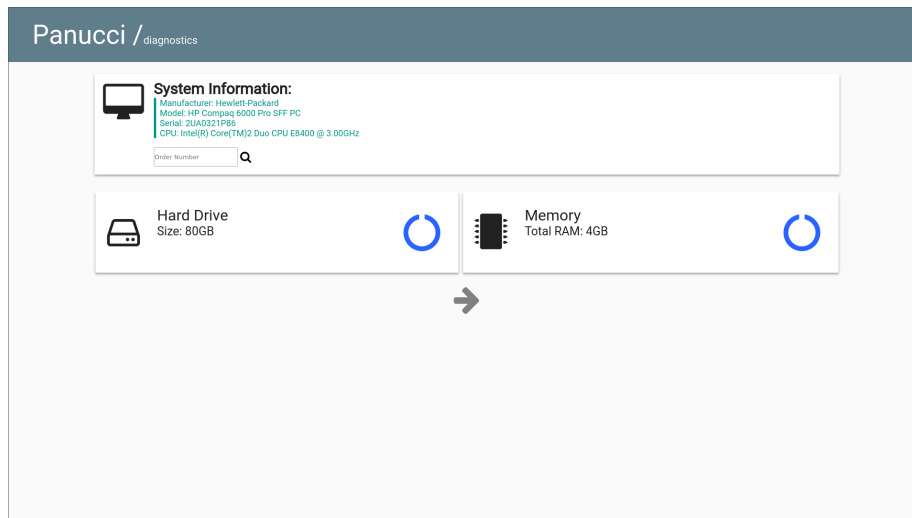 Panucci /diagnostics
System Information:
Manufacturer: Hewlett-Packard
Model: HP Compaq 6000 Pro SFF PC
Serial: 2UA0321P86
CPU: Intel(R) Core(TM)2 Duo CPU E8400 @ 3.00GHz
Order Number
Hard Drive
Size: 80GB
Memory
Total RAM: 4GB